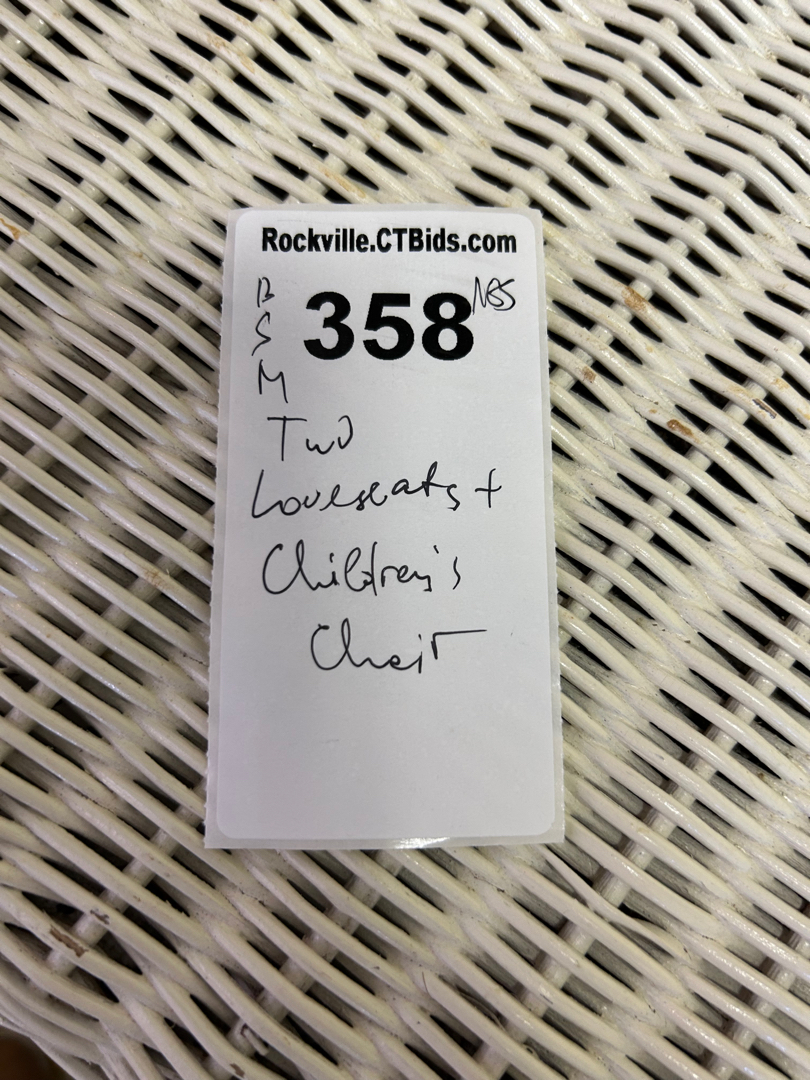 Rockville.CTBids.com
358
B
S
M
Two
Loveseats +
Children's
Chair